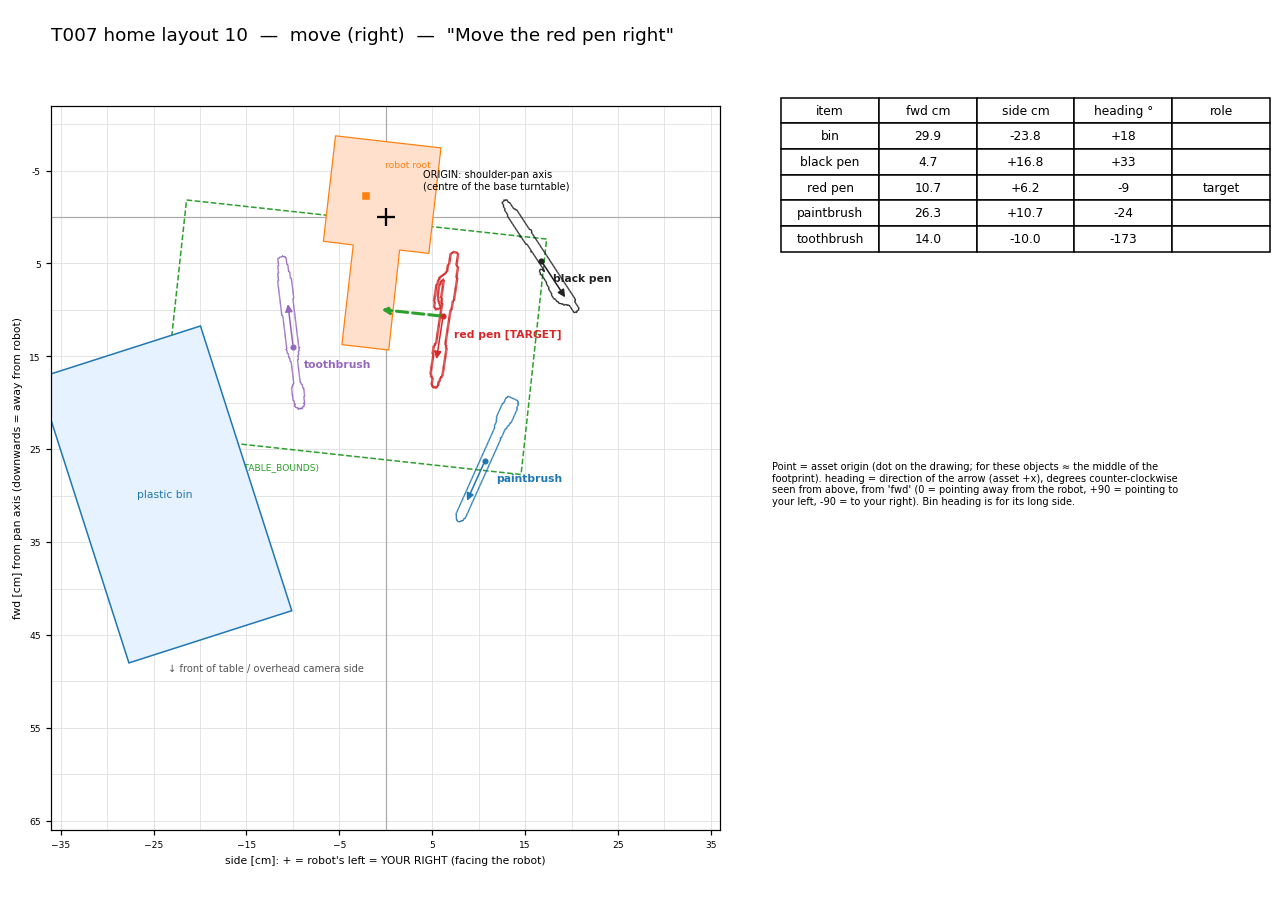 T007 home layout 10 — move (right) — "Move the red pen right"
item fwd cm side cm heading ° role
bin 29.9 -23.8 +18
black pen 4.7 +16.8 +33
red pen 10.7 +6.2 -9 target
paintbrush 26.3 +10.7 -24
toothbrush 14.0 -10.0 -173
robot root
ORIGIN: shoulder-pan axis
(centre of the base turntable)
black pen
red pen [TARGET]
toothbrush
TABLE_BOUNDS)
paintbrush
plastic bin
↓ front of table / overhead camera side
fwd [cm] from pan axis (downwards = away from robot)
-5
5
15
25
35
45
55
65
−35 −25 −15 −5 5 15 25 35
side [cm]: + = robot's left = YOUR RIGHT (facing the robot)
Point = asset origin (dot on the drawing; for these objects ≈ the middle of the
footprint). heading = direction of the arrow (asset +x), degrees counter-clockwise
seen from above, from 'fwd' (0 = pointing away from the robot, +90 = pointing to
your left, -90 = to your right). Bin heading is for its long side.